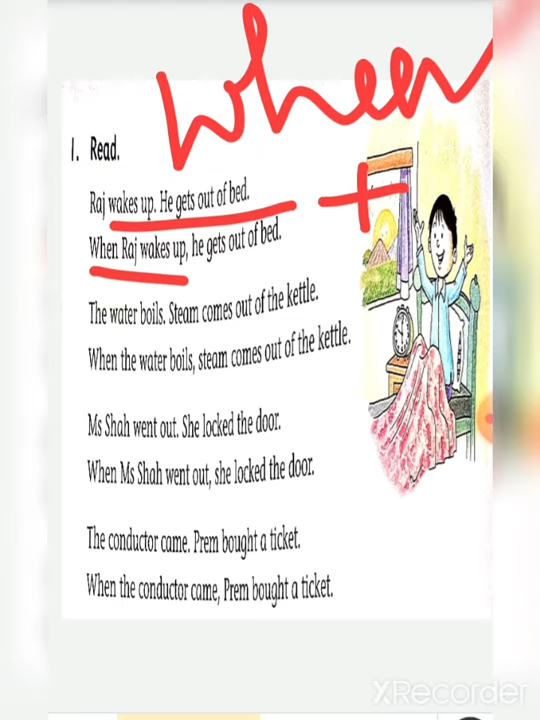 when
1. Read.
Raj wakes up. He gets out of bed.
When Raj wakes up, he gets out of bed.
The water boils. Steam comes out of the kettle.
When the water boils, steam comes out of the kettle.
Ms Shah went out. She locked the door.
When Ms Shah went out, she locked the door.
The conductor came. Prem bought a ticket.
When the conductor came, Prem bought a ticket.
XRecorder